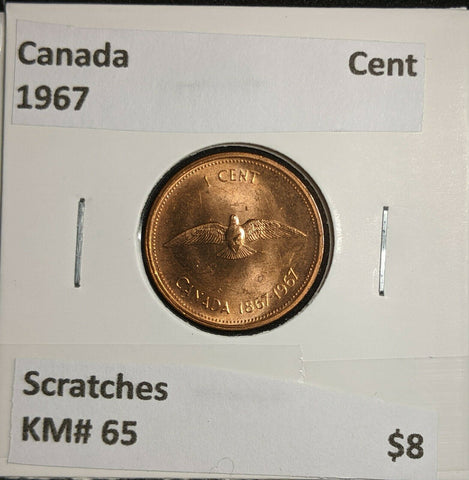 Canada Cent
1967
1 CENT
CANADA 1867-1967
Scratches
KM# 65 $8